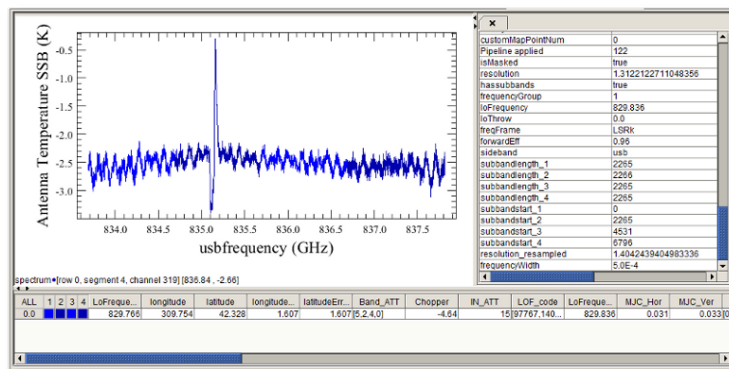 Antenna Temperature SSB (K)
-0.5
-1.0
-1.5
-2.0
-2.5
-3.0
834.0 834.5 835.0 835.5 836.0 836.5 837.0 837.5
usbfrequency (GHz)
spectrum [row 0, segment 4, channel 319] [836.84 , -2.66]
customMapPointNum 0
Pipeline applied 122
isMasked true
resolution 1.3122122711048356
hassubbands true
frequencyGroup 1
loFrequency 829.836
loThrow 0.0
freqFrame LSRk
forwardEff 0.96
sideband usb
subbandlength_1 2265
subbandlength_2 2266
subbandlength_3 2265
subbandlength_4 2265
subbandstart_1 0
subbandstart_2 2265
subbandstart_3 4531
subbandstart_4 6796
resolution_resampled 1.4042439404983336
frequencyWidth 5.0E-4
ALL 1 2 3 4 LoFreque... longitude latitude longitude... latitudeErr... Band_ATT Chopper IN_ATT LOF_code LoFreque... MJC_Hor MJC_Ver
0.0 829.766 309.754 42.328 1.607 1.607 [5,2,4,0] -4.64 15 [97767,140... 829.836 0.031 0.033 [0